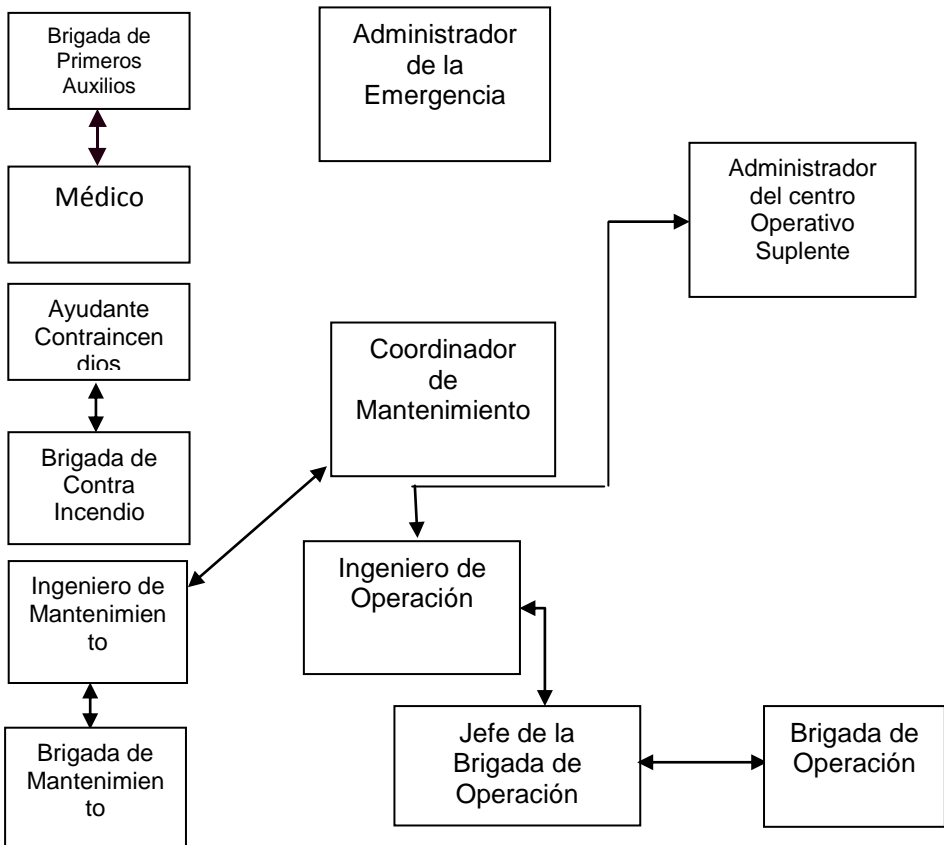 Brigada de
Primeros
Auxilios
Administrador
de la
Emergencia
Médico
Administrador
del centro
Operativo
Suplente
Ayudante
Contraincen
dios
Coordinador
de
Mantenimiento
Brigada de
Contra
Incendio
Ingeniero de
Mantenimien
to
Ingeniero de
Operación
Brigada de
Mantenimien
to
Jefe de la
Brigada de
Operación
Brigada de
Operación